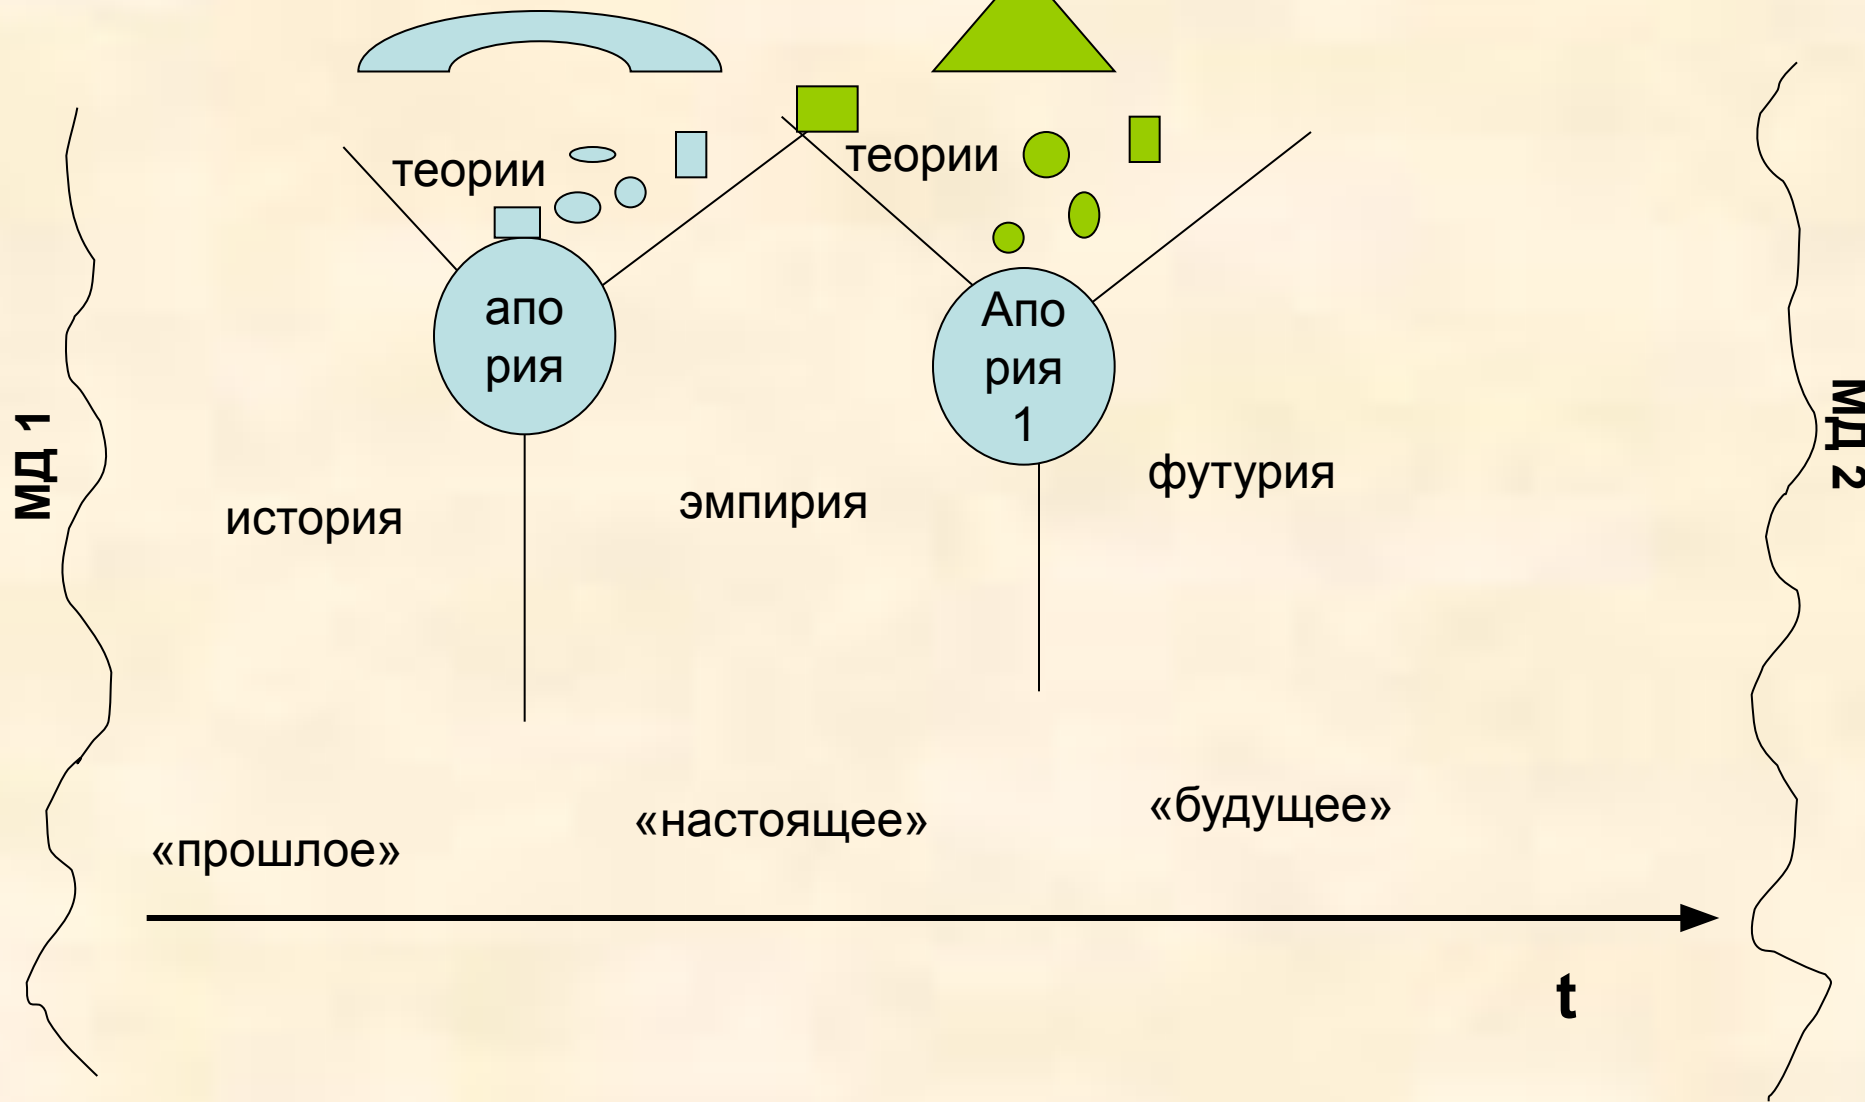 теории
теории
апо
рия
Апо
рия
1
МД 1
МД 2
история
эмпирия
футурия
«прошлое»
«настоящее»
«будущее»
t